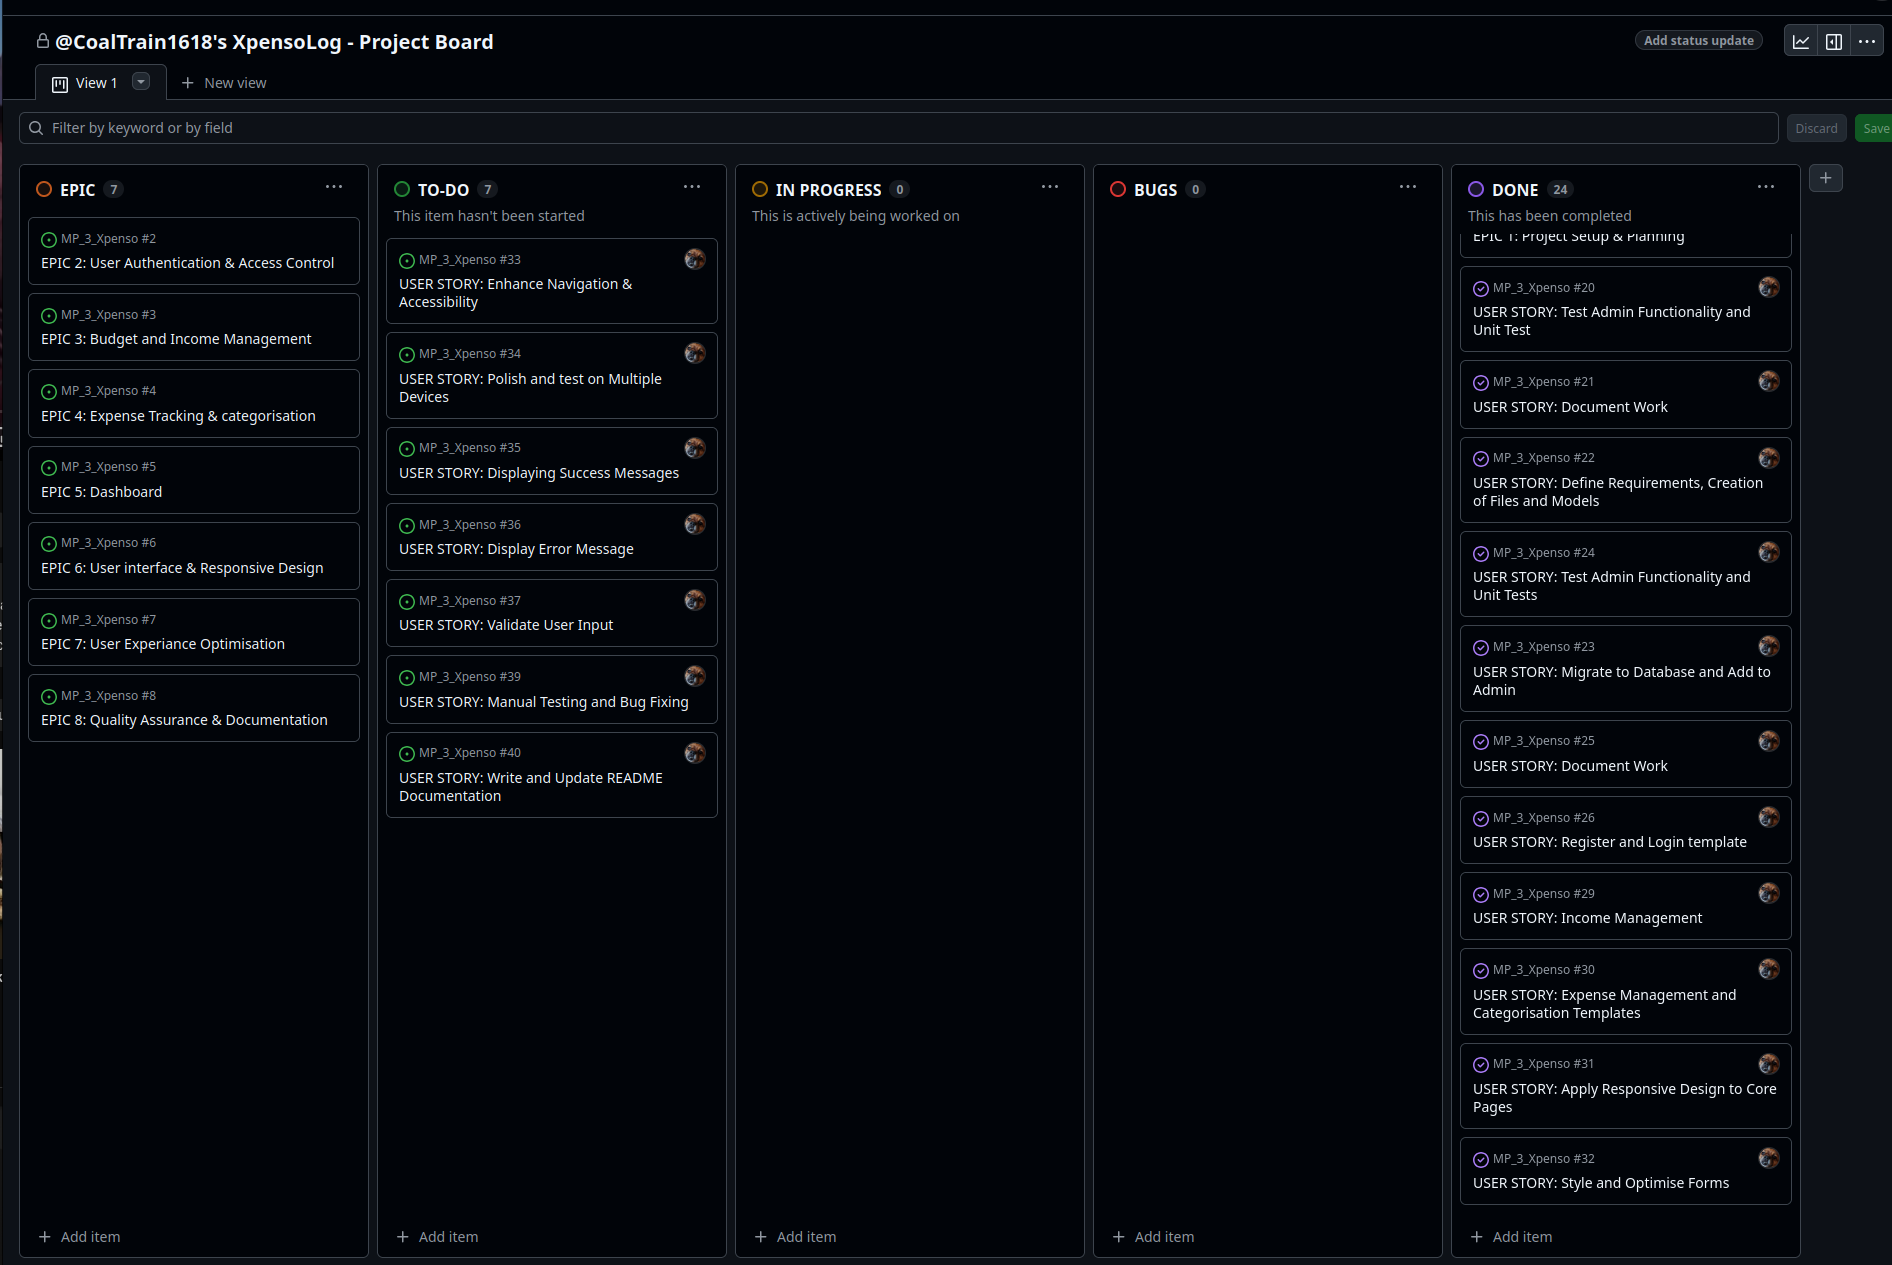 @CoalTrain1618's XpensoLog - Project Board
Add status update
View 1
New view
Filter by keyword or by field
Discard
Save
EPIC 7
MP_3_Xpenso #2
EPIC 2: User Authentication & Access Control
MP_3_Xpenso #3
EPIC 3: Budget and Income Management
MP_3_Xpenso #4
EPIC 4: Expense Tracking & categorisation
MP_3_Xpenso #5
EPIC 5: Dashboard
MP_3_Xpenso #6
EPIC 6: User interface & Responsive Design
MP_3_Xpenso #7
EPIC 7: User Experiance Optimisation
MP_3_Xpenso #8
EPIC 8: Quality Assurance & Documentation
Add item
TO-DO 7
This item hasn't been started
MP_3_Xpenso #33
USER STORY: Enhance Navigation &
Accessibility
MP_3_Xpenso #34
USER STORY: Polish and test on Multiple
Devices
MP_3_Xpenso #35
USER STORY: Displaying Success Messages
MP_3_Xpenso #36
USER STORY: Display Error Message
MP_3_Xpenso #37
USER STORY: Validate User Input
MP_3_Xpenso #39
USER STORY: Manual Testing and Bug Fixing
MP_3_Xpenso #40
USER STORY: Write and Update README
Documentation
Add item
IN PROGRESS 0
This is actively being worked on
Add item
BUGS 0
Add item
DONE 24
This has been completed
EPIC 1: Project Setup & Planning
MP_3_Xpenso #20
USER STORY: Test Admin Functionality and
Unit Test
MP_3_Xpenso #21
USER STORY: Document Work
MP_3_Xpenso #22
USER STORY: Define Requirements, Creation
of Files and Models
MP_3_Xpenso #24
USER STORY: Test Admin Functionality and
Unit Tests
MP_3_Xpenso #23
USER STORY: Migrate to Database and Add to
Admin
MP_3_Xpenso #25
USER STORY: Document Work
MP_3_Xpenso #26
USER STORY: Register and Login template
MP_3_Xpenso #29
USER STORY: Income Management
MP_3_Xpenso #30
USER STORY: Expense Management and
Categorisation Templates
MP_3_Xpenso #31
USER STORY: Apply Responsive Design to Core
Pages
MP_3_Xpenso #32
USER STORY: Style and Optimise Forms
Add item